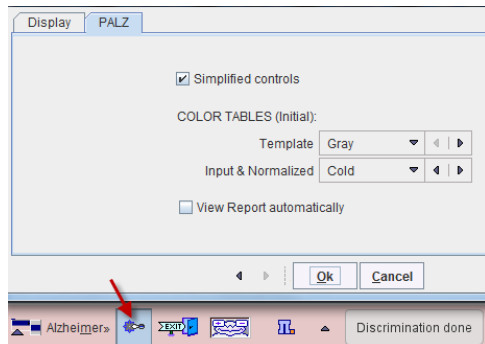 Display PALZ
Simplified controls
COLOR TABLES (Initial):
Template Gray
Input & Normalized Cold
View Report automatically
Ok Cancel
Alzheimer» EXIT Discrimination done